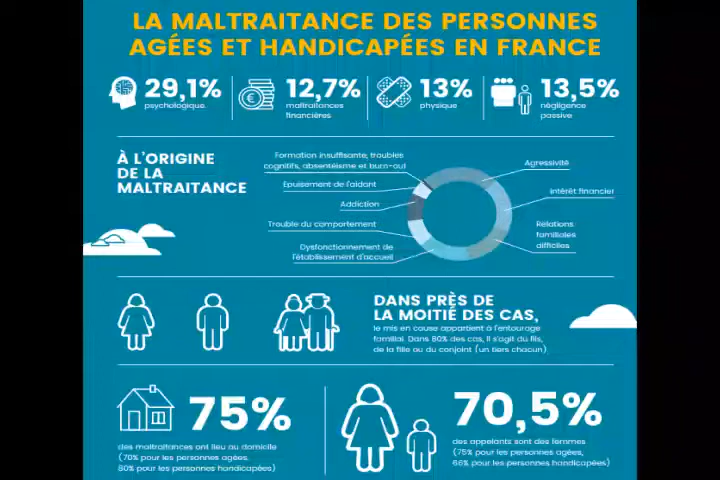 LA MALTRAITANCE DES PERSONNES
AGÉES ET HANDICAPÉES EN FRANCE
29,1%
psychologique.
12,7%
maltraitances
financières
13%
physique
13,5%
négligence
passive
À L'ORIGINE
DE LA
MALTRAITANCE
Formation insuffisante, troubles
cognitifs, absentéisme et burn-out
Epuisement de l'aidant
Addiction
Trouble du comportement
Dysfonctionnement de
l'établissement d'accueil
Agressivité
Intérêt financier
Relations
familiales
difficiles
DANS PRÈS DE
LA MOITIÉ DES CAS,
le mis en cause appartient à l'entourage
familial. Dans 80% des cas, il s'agit du fils,
de la fille ou du conjoint (un tiers chacun)
75%
des maltraitances ont lieu au domicile
(70% pour les personnes agées,
80% pour les personnes handicapées)
70,5%
des appelants sont des femmes
(75% pour les personnes agées,
66% pour les personnes handicapées)